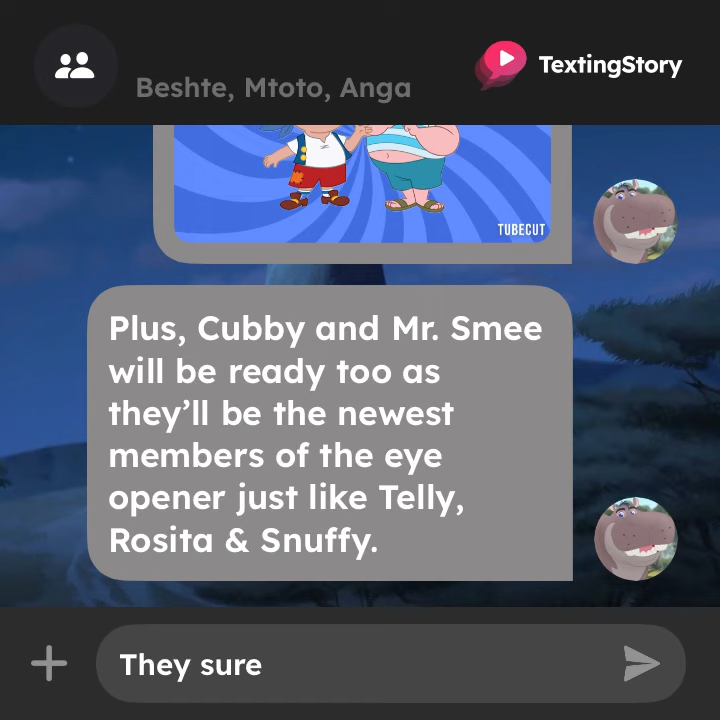 Beshte, Mtoto, Anga
TextingStory
TUBECUT
Plus, Cubby and Mr. Smee
will be ready too as
they’ll be the newest
members of the eye
opener just like Telly,
Rosita & Snuffy.
They sure